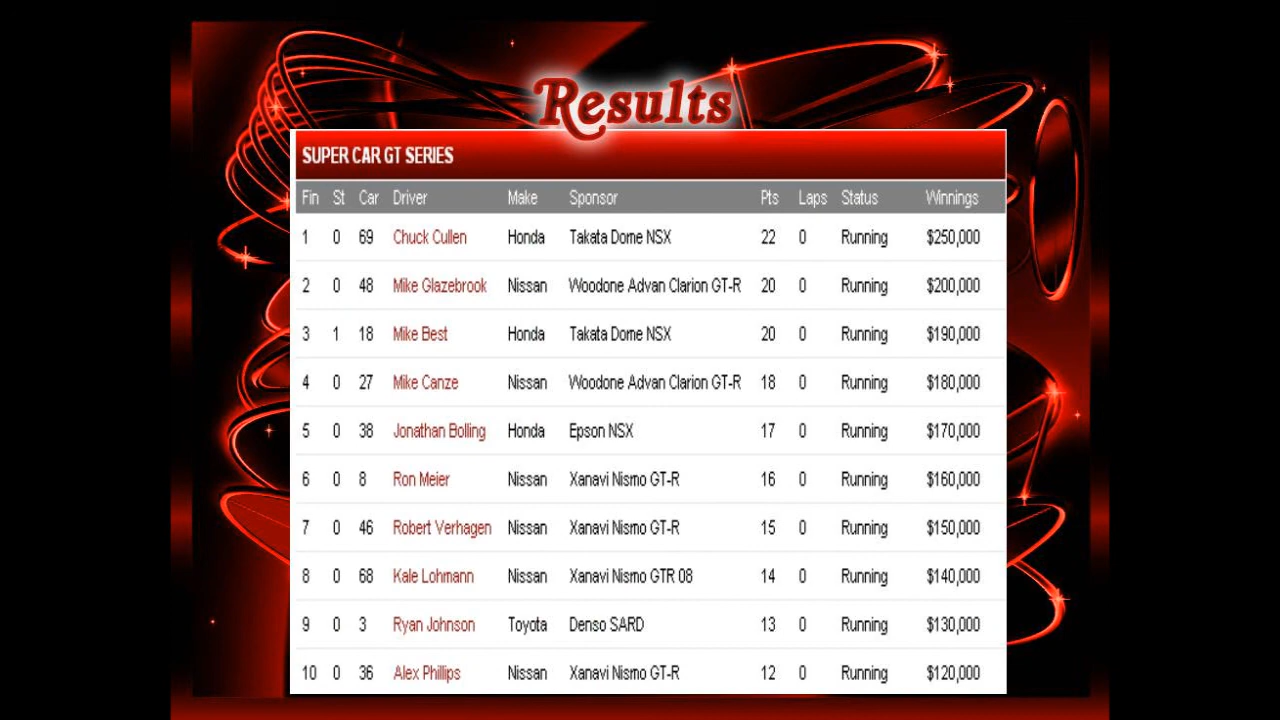 Results
SUPER CAR GT SERIES
Fin St Car Driver Make Sponsor Pts Laps Status Winnings
1 0 69 Chuck Cullen Honda Takata Dome NSX 22 0 Running $250,000
2 0 48 Mike Glazebrook Nissan Woodone Advan Clarion GT-R 20 0 Running $200,000
3 1 18 Mike Best Honda Takata Dome NSX 20 0 Running $190,000
4 0 27 Mike Canze Nissan Woodone Advan Clarion GT-R 18 0 Running $180,000
5 0 38 Jonathan Bolling Honda Epson NSX 17 0 Running $170,000
6 0 8 Ron Meier Nissan Xanavi Nismo GT-R 16 0 Running $160,000
7 0 46 Robert Verhagen Nissan Xanavi Nismo GT-R 15 0 Running $150,000
8 0 68 Kale Lohmann Nissan Xanavi Nismo GTR 08 14 0 Running $140,000
9 0 3 Ryan Johnson Toyota Denso SARD 13 0 Running $130,000
10 0 36 Alex Phillips Nissan Xanavi Nismo GT-R 12 0 Running $120,000